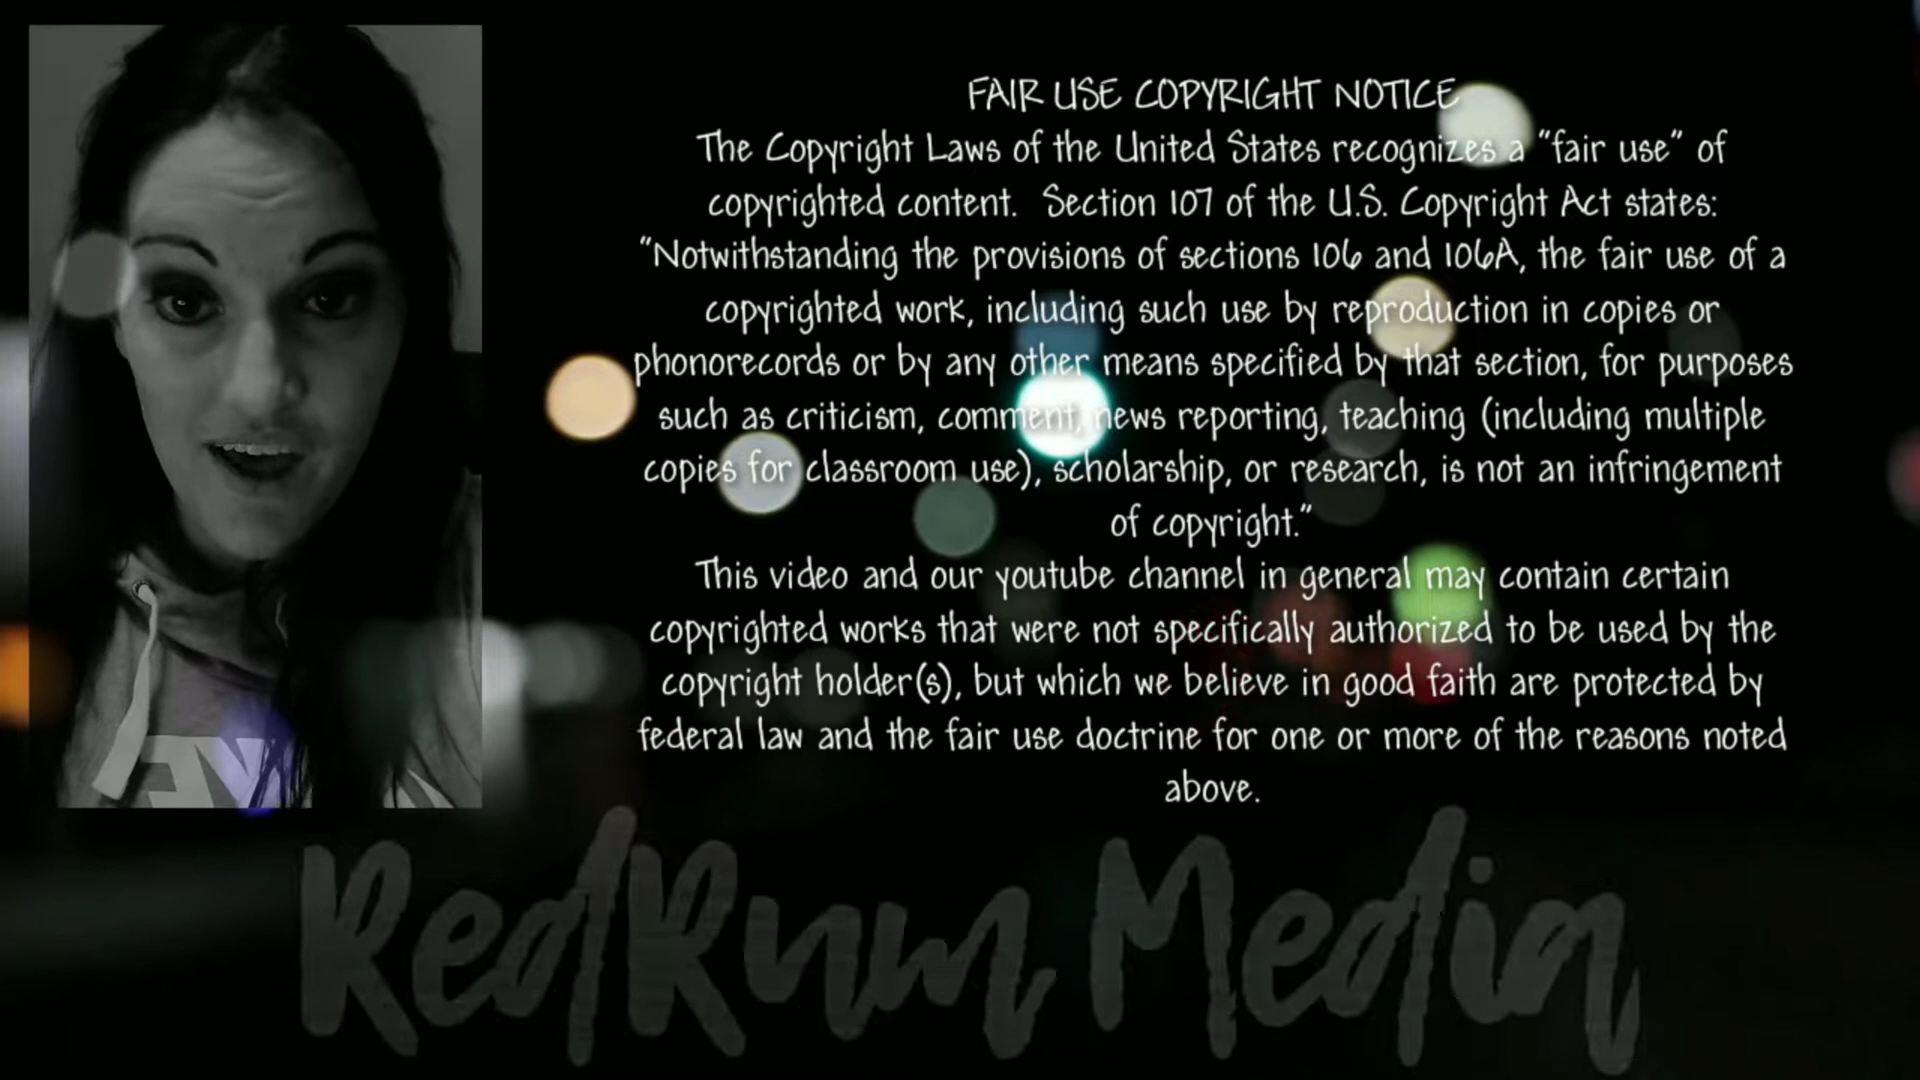 FAIR USE COPYRIGHT NOTICE
The Copyright Laws of the United States recognizes a "fair use" of
copyrighted content.  Section 107 of the U.S. Copyright Act states:
"Notwithstanding the provisions of sections 106 and 106A, the fair use of a
copyrighted work, including such use by reproduction in copies or
phonorecords or by any other means specified by that section, for purposes
such as criticism, comment, news reporting, teaching (including multiple
copies for classroom use), scholarship, or research, is not an infringement
of copyright."
This video and our youtube channel in general may contain certain
copyrighted works that were not specifically authorized to be used by the
copyright holder(s), but which we believe in good faith are protected by
federal law and the fair use doctrine for one or more of the reasons noted
above.
RedRum Media